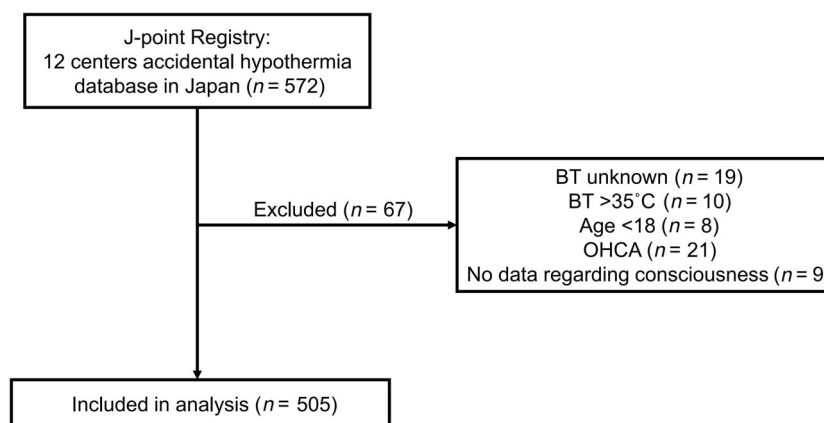 J-point Registry:
12 centers accidental hypothermia
database in Japan (n = 572)
Excluded (n = 67)
BT unknown (n = 19)
BT >35˚C (n = 10)
Age <18 (n = 8)
OHCA (n = 21)
No data regarding consciousness (n = 9
Included in analysis (n = 505)